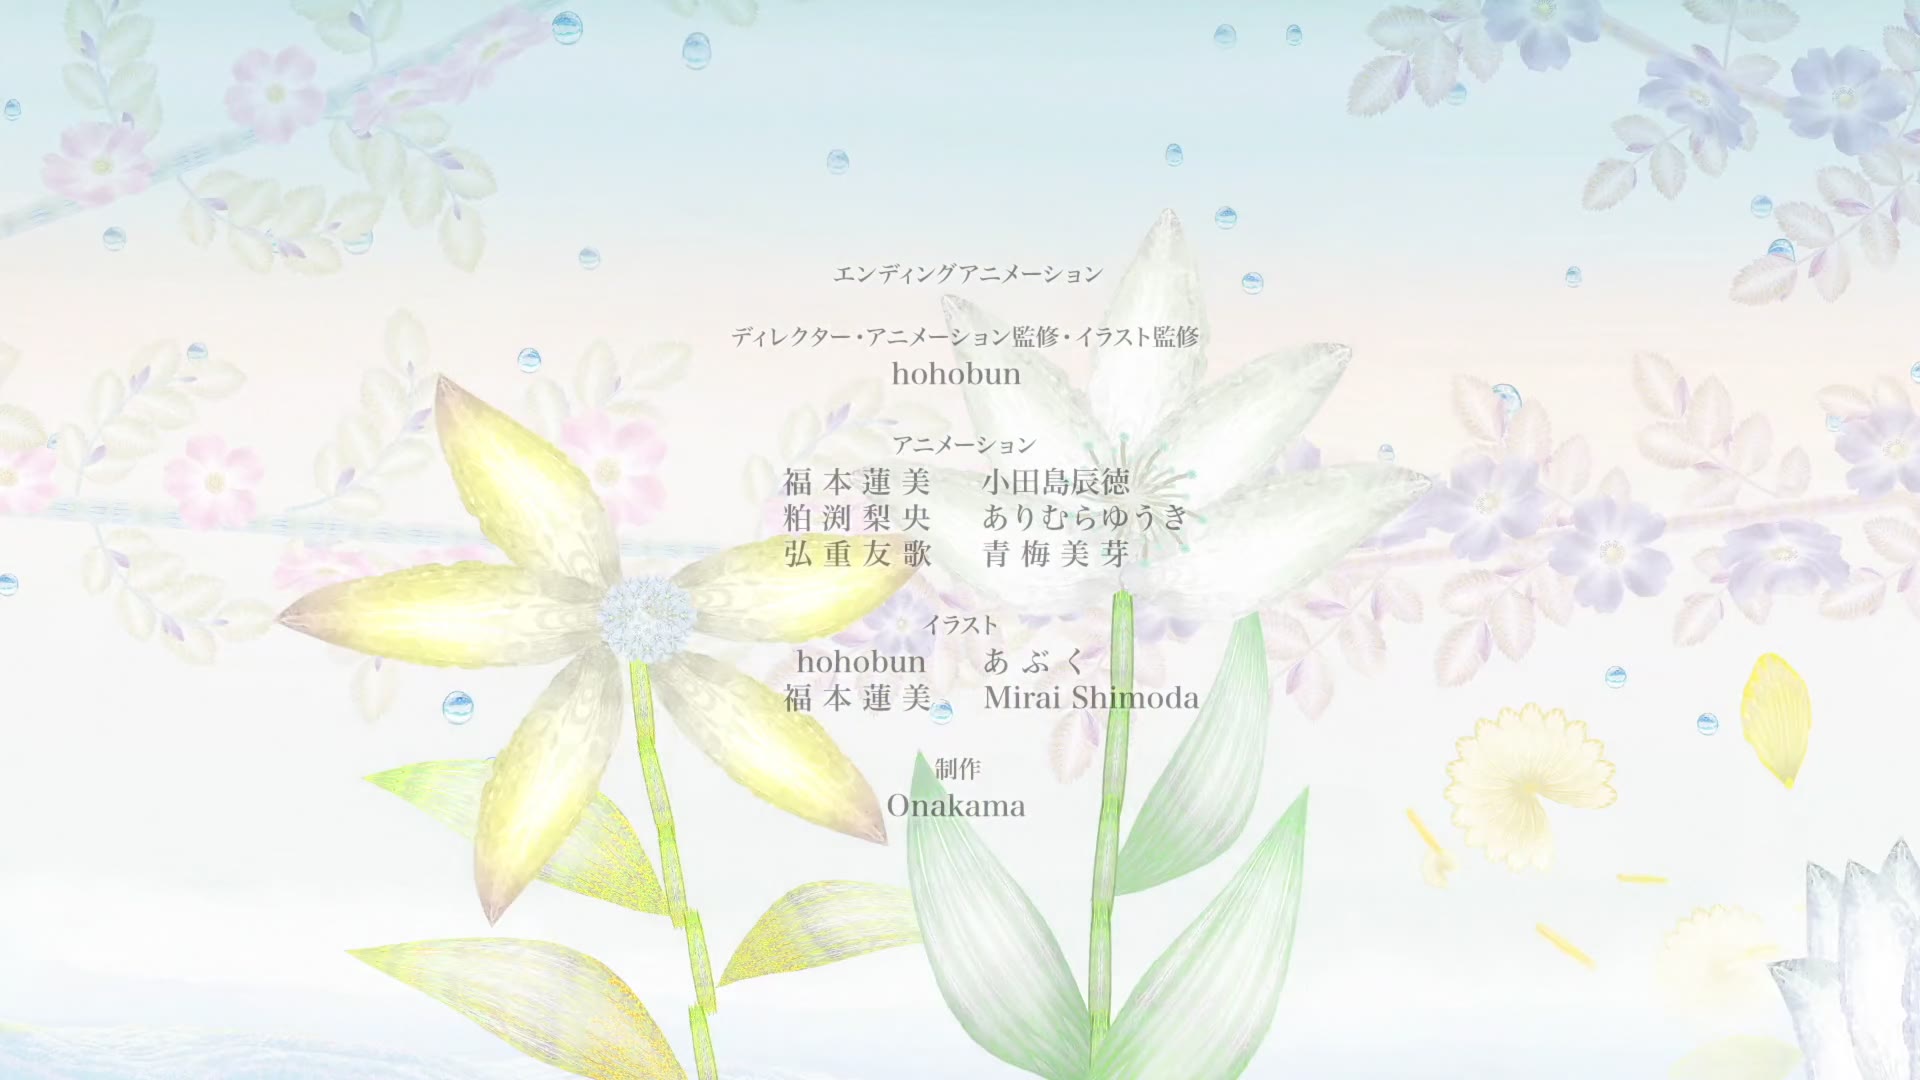 エンディングアニメーション
ディレクター・アニメーション監修・イラスト監修
hohobun
アニメーション
福本蓮美 小田島辰徳
粕渕梨央 ありむらゆうき
弘重友歌 青梅美芽
イラスト
hohobun あぶく
福本蓮美 Mirai Shimoda
制作
Onakama